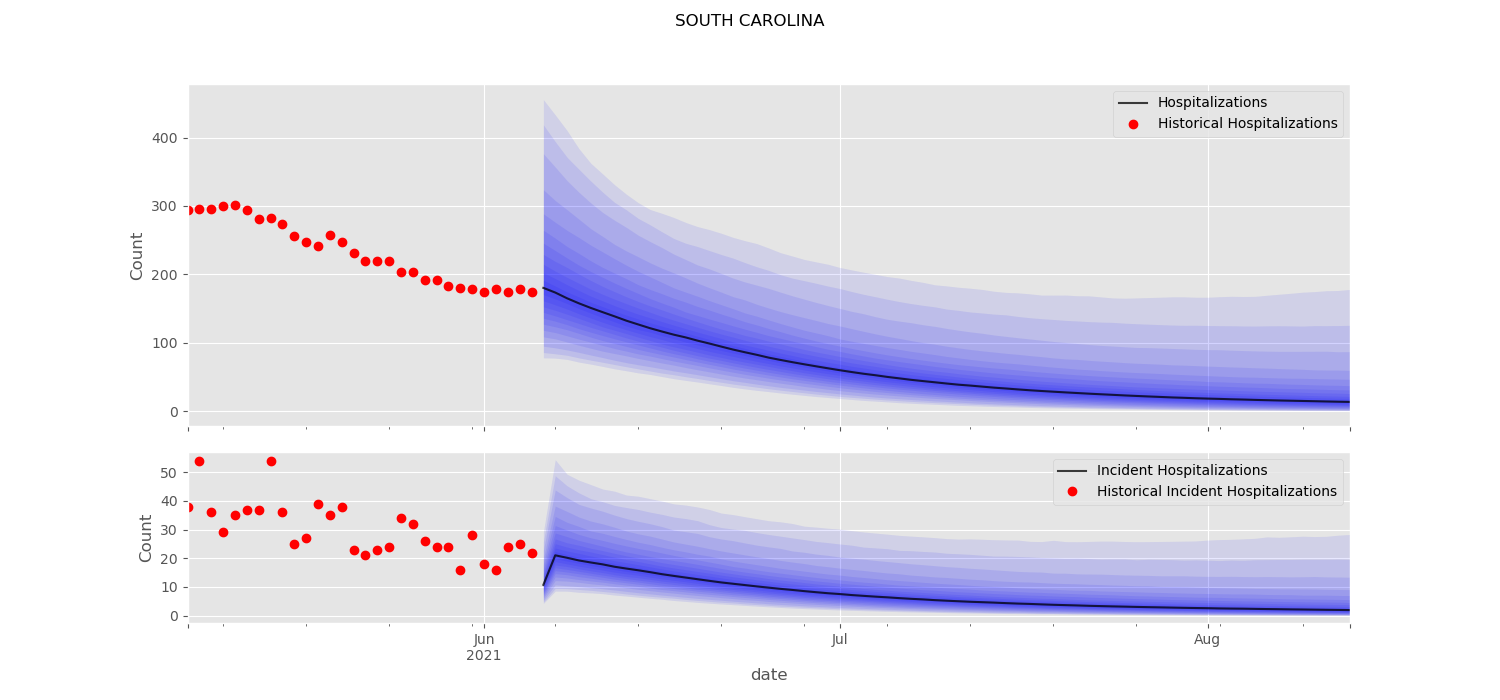 SOUTH CAROLINA
Hospitalizations
Historical Hospitalizations
Count
400
300
200
100
0
Incident Hospitalizations
Historical Incident Hospitalizations
Count
50
40
30
20
10
0
Jun
2021
Jul
Aug
date